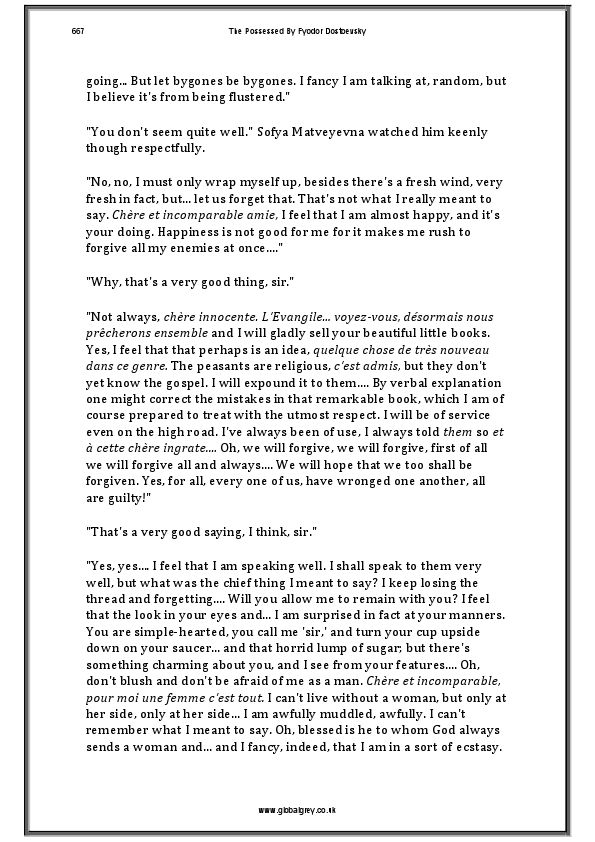 667
The Possessed By Fyodor Dostoevsky
going... But let bygones be bygones. I fancy I am talking at, random, but
I believe it's from being flustered."
"You don't seem quite well." Sofya Matveyevna watched him keenly
though respectfully.
"No, no, I must only wrap myself up, besides there's a fresh wind, very
fresh in fact, but... let us forget that. That's not what I really meant to
say. Chère et incomparable amie, I feel that I am almost happy, and it's
your doing. Happiness is not good for me for it makes me rush to
forgive all my enemies at once...."
"Why, that's a very good thing, sir."
"Not always, chère innocente. L'Evangile... voyez-vous, désormais nous
prêcherons ensemble and I will gladly sell your beautiful little books.
Yes, I feel that that perhaps is an idea, quelque chose de très nouveau
dans ce genre. The peasants are religious, c'est admis, but they don't
yet know the gospel. I will expound it to them.... By verbal explanation
one might correct the mistakes in that remarkable book, which I am of
course prepared to treat with the utmost respect. I will be of service
even on the high road. I've always been of use, I always told them so et
à cette chère ingrate.... Oh, we will forgive, we will forgive, first of all
we will forgive all and always.... We will hope that we too shall be
forgiven. Yes, for all, every one of us, have wronged one another, all
are guilty!"
"That's a very good saying, I think, sir."
"Yes, yes.... I feel that I am speaking well. I shall speak to them very
well, but what was the chief thing I meant to say? I keep losing the
thread and forgetting.... Will you allow me to remain with you? I feel
that the look in your eyes and... I am surprised in fact at your manners.
You are simple-hearted, you call me 'sir,' and turn your cup upside
down on your saucer... and that horrid lump of sugar; but there's
something charming about you, and I see from your features.... Oh,
don't blush and don't be afraid of me as a man. Chère et incomparable,
pour moi une femme c'est tout. I can't live without a woman, but only at
her side, only at her side... I am awfully muddled, awfully. I can't
remember what I meant to say. Oh, blessed is he to whom God always
sends a woman and... and I fancy, indeed, that I am in a sort of ecstasy.
www.globalgrey.co.uk